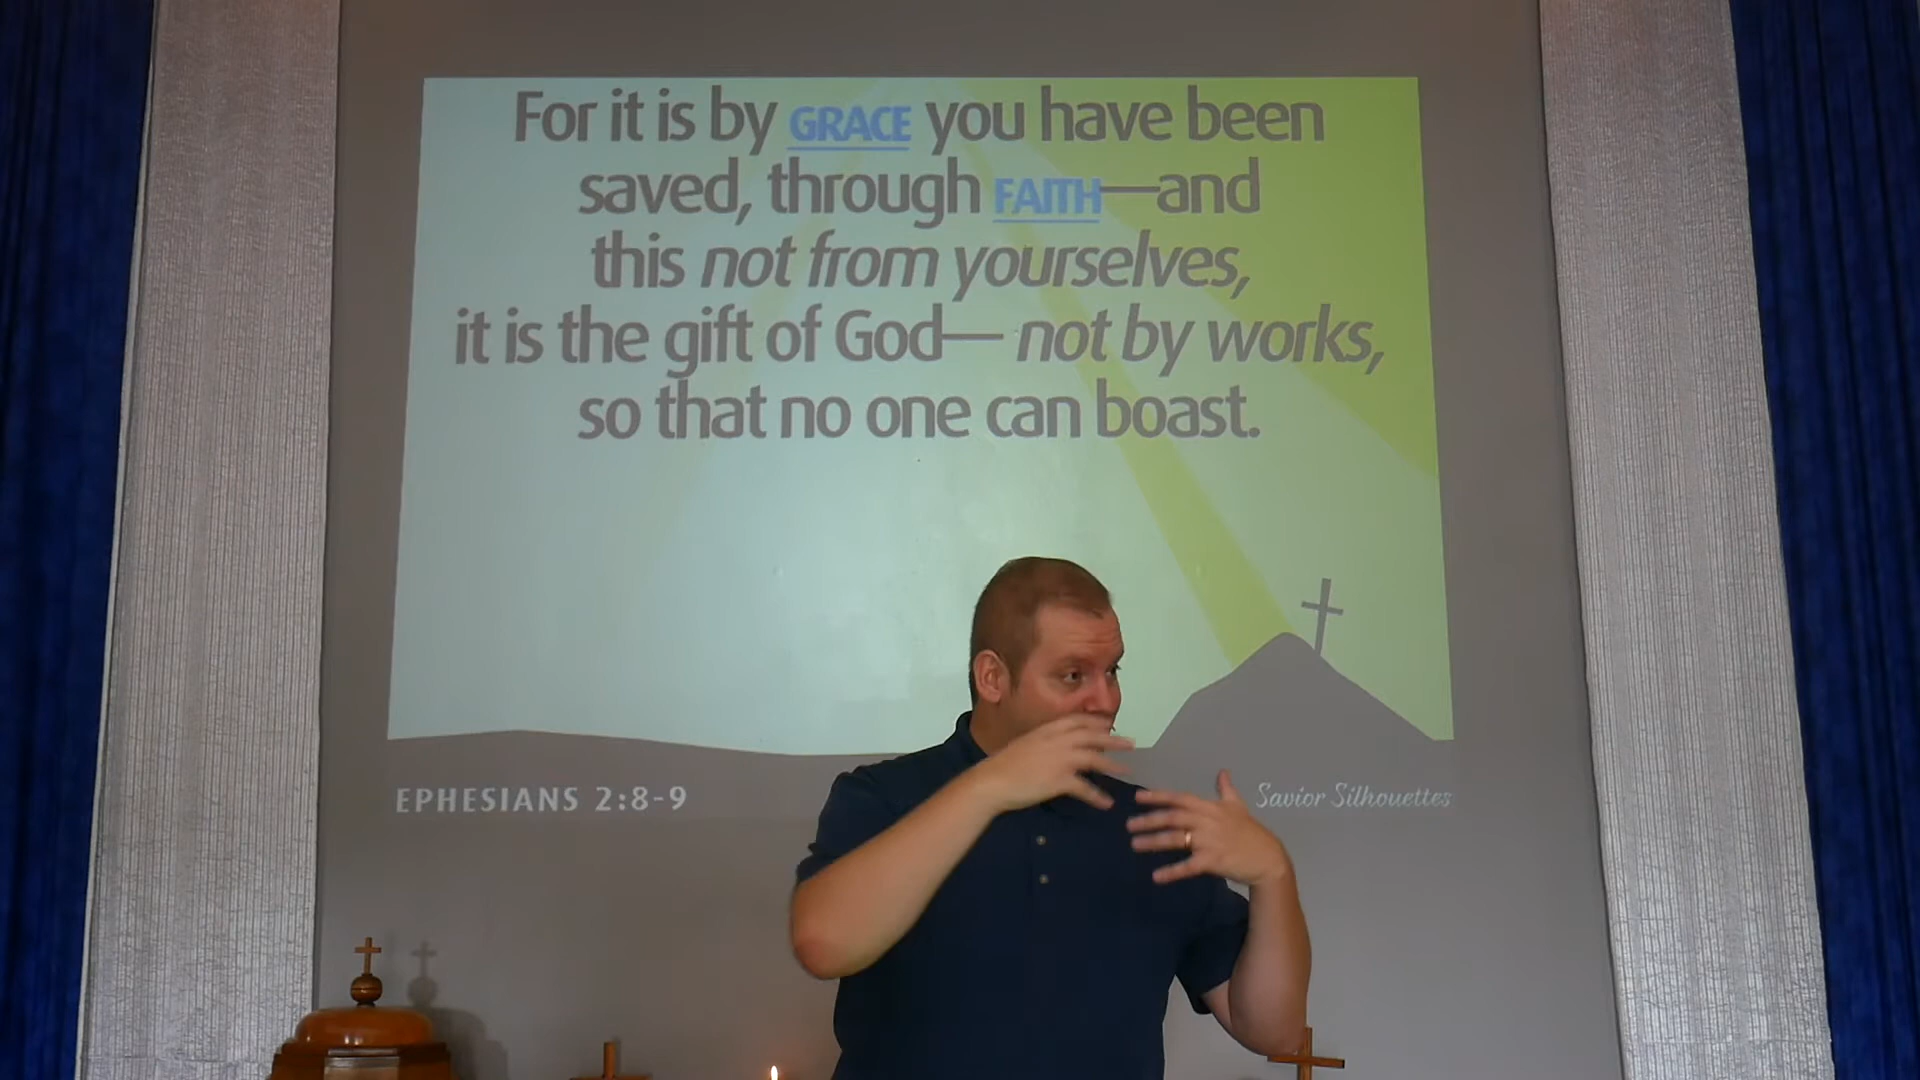 For it is by GRACE you have been
saved, through FAITH—and
this not from yourselves,
it is the gift of God— not by works,
so that no one can boast.
EPHESIANS 2:8-9
Savior Silhouettes